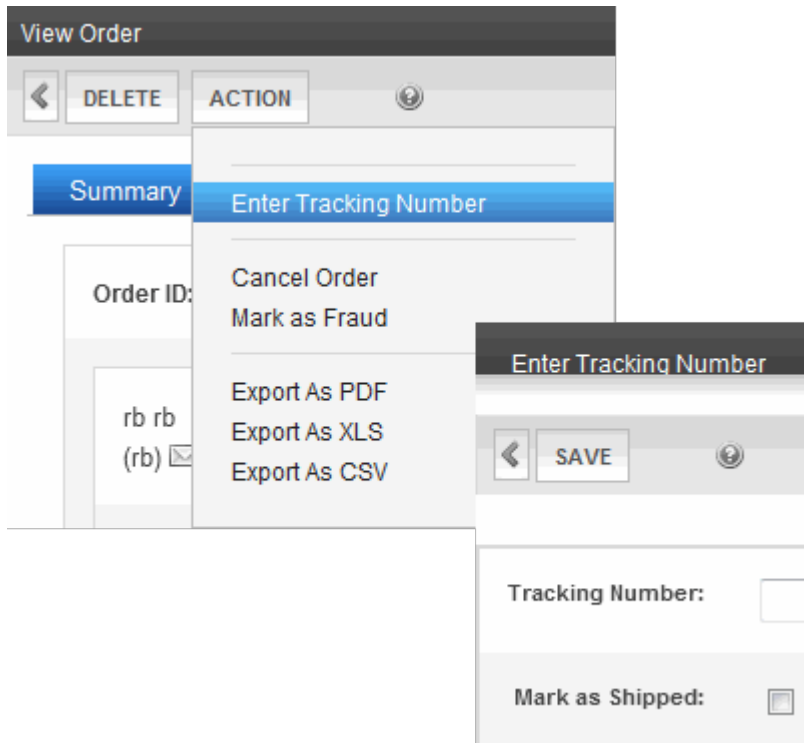 View Order
DELETE ACTION
Summary
Enter Tracking Number
Order ID:
Cancel Order
Mark as Fraud
rb rb
(rb)
Export As PDF
Export As XLS
Export As CSV
Enter Tracking Number
SAVE
Tracking Number:
Mark as Shipped: